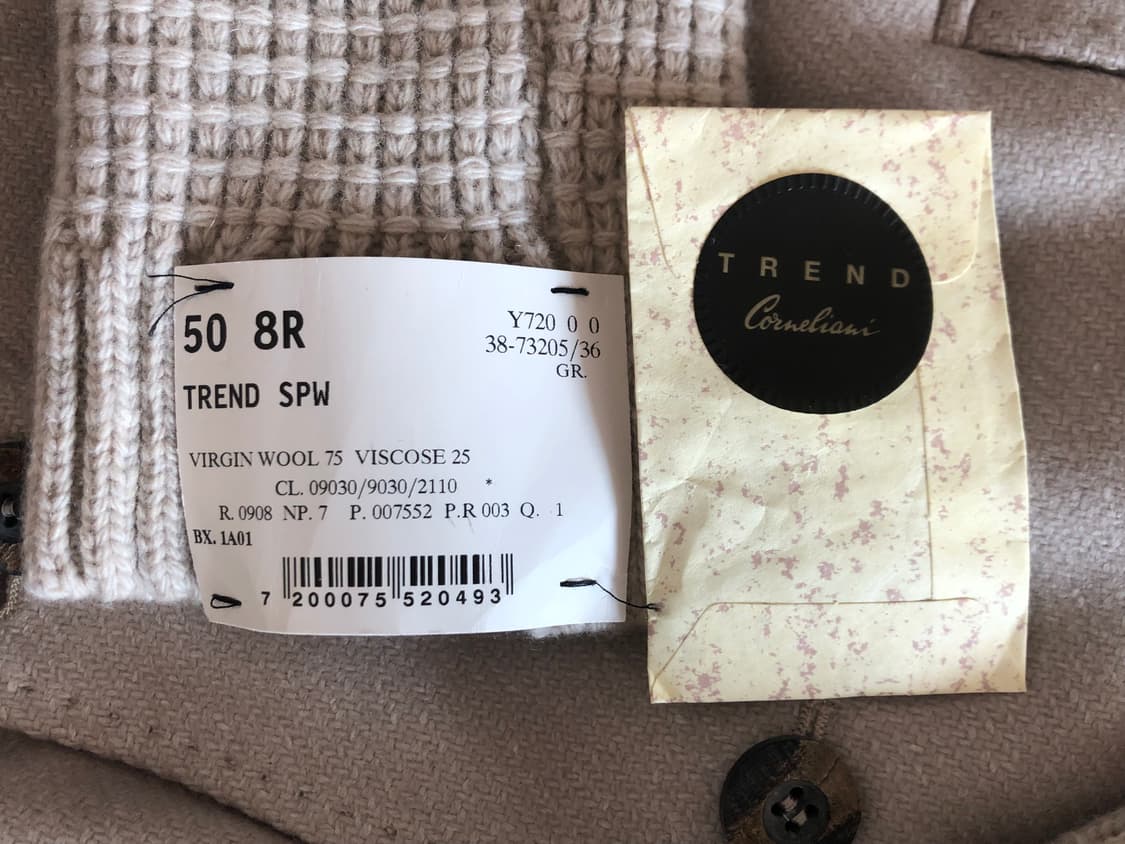 50 8R
Y720 0 0
38-73205/36
GR.
TREND SPW
VIRGIN WOOL 75 VISCOSE 25
CL. 09030/9030/2110 *
R. 0908 NP. 7 P. 007552 P.R 003 Q. 1
BX. 1A01
7 200075 520493
TREND
Corneliani